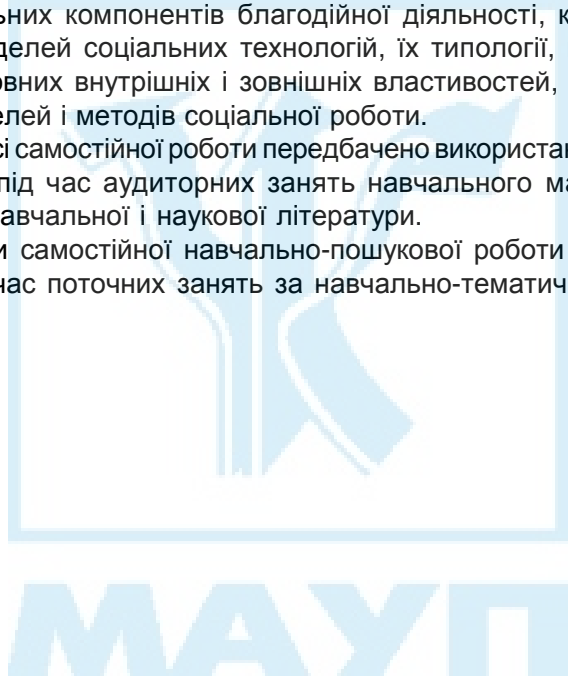 льних компонентів благодійної діяльності, к
делей соціальних технологій, їх типології,
овних внутрішніх і зовнішніх властивостей,
елей і методів соціальної роботи.
сі самостійної роботи передбачено використан
під час аудиторних занять навчального ма
навчальної і наукової літератури.
и самостійної навчально-пошукової роботи
час поточних занять за навчально-тематич
МАУП